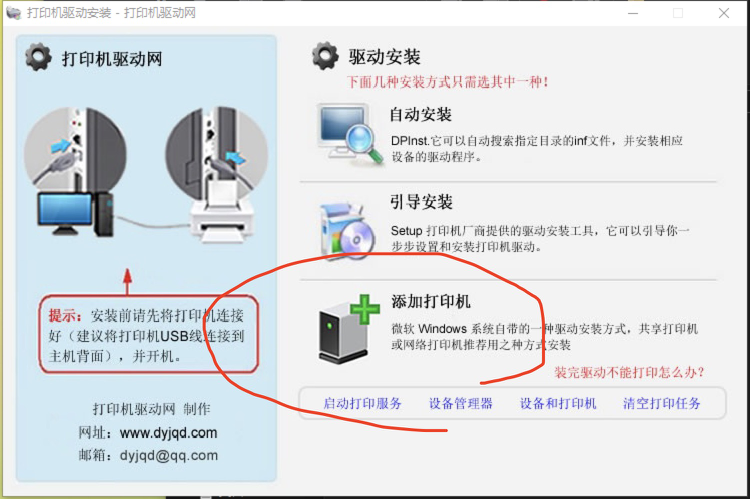 打印机驱动安装 - 打印机驱动网
打印机驱动网
提示：安装前请先将打印机连接
好（建议将打印机USB线连接到
主机背面），并开机。
打印机驱动网 制作
网址：www.dyjqd.com
邮箱：dyjqd@qq.com
驱动安装
下面几种安装方式只需选其中一种！
自动安装
DPInst.它可以自动搜索指定目录的inf文件，并安装相应
设备的驱动程序。
引导安装
Setup 打印机厂商提供的驱动安装工具，它可以引导你一
步步设置和安装打印机驱动。
添加打印机
微软 Windows 系统自带的一种驱动安装方式，共享打印机
或网络打印机推荐用之种方式安装
装完驱动不能打印怎么办？
启动打印服务 设备管理器 设备和打印机 清空打印任务